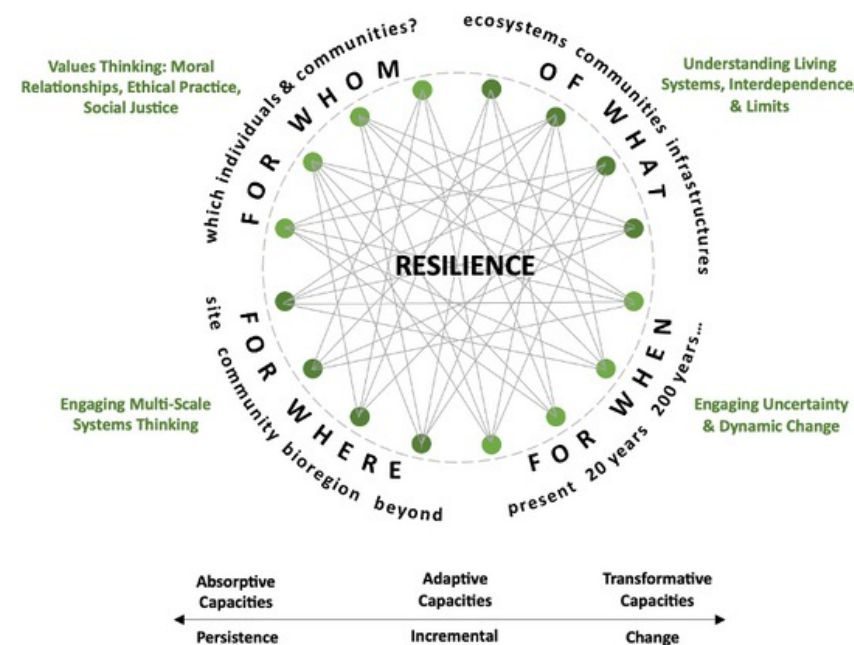 which individuals & communities?
ecosystems communities infrastructures
Values Thinking: Moral
Relationships, Ethical Practice,
Social Justice
FOR WHOM
OF WHAT
Understanding Living
Systems, Interdependence,
& Limits
RESILIENCE
Engaging Multi-Scale
Systems Thinking
site community bioregion beyond
FOR WHERE
FOR WHEN
present 20 years 200 years...
Engaging Uncertainty
& Dynamic Change
Absorptive
Capacities
Adaptive
Capacities
Transformative
Capacities
Persistence
Incremental
Change